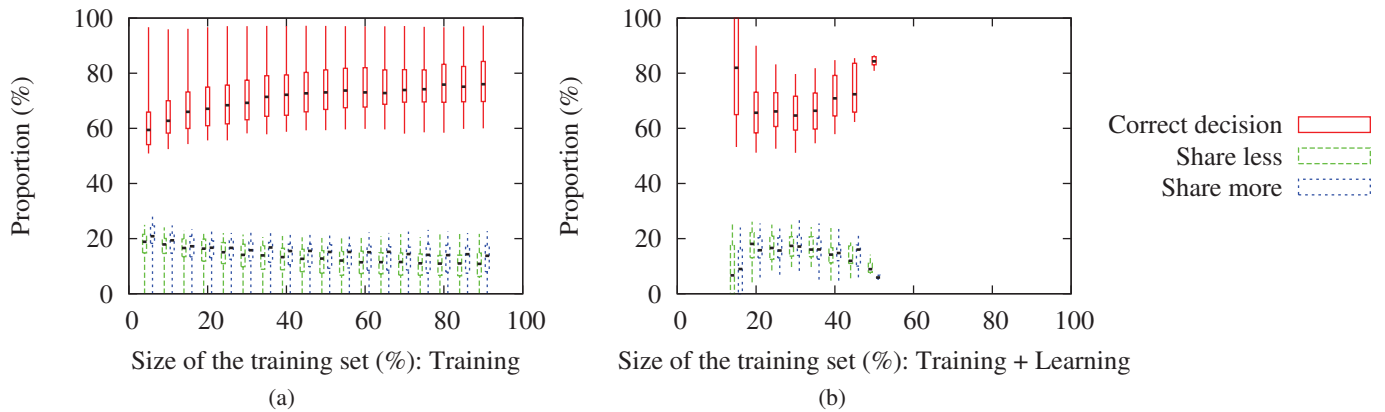 100
80
60
40
20
0
Proportion (%)
0 20 40 60 80 100
Size of the training set (%): Training
(a)
100
80
60
40
20
0
Proportion (%)
0 20 40 60 80 100
Size of the training set (%): Training + Learning
(b)
Correct decision
Share less
Share more